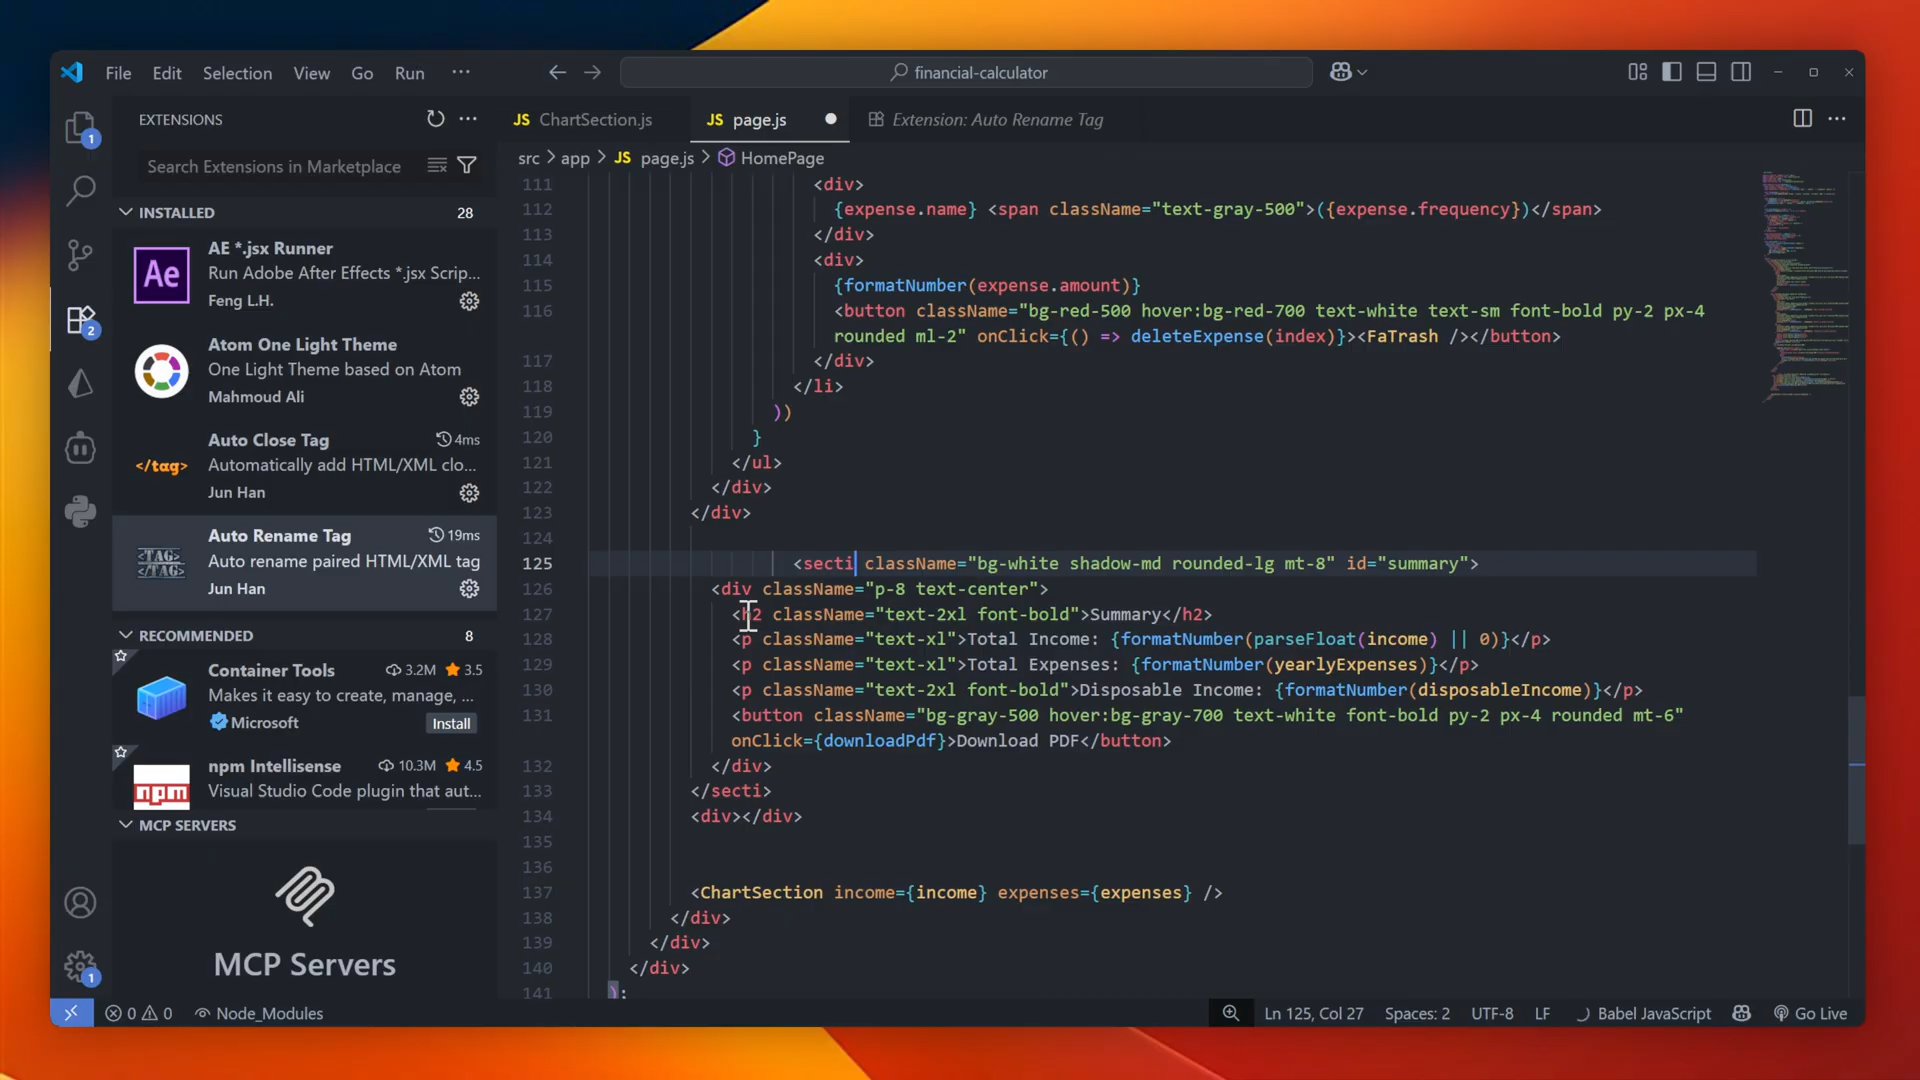 File Edit Selection View Go Run ··· financial-calculator
EXTENSIONS
Search Extensions in Marketplace
INSTALLED 28
AE *.jsx Runner
Run Adobe After Effects *.jsx Scrip...
Feng L.H.
Ae
Atom One Light Theme
One Light Theme based on Atom
Mahmoud Ali
Auto Close Tag 4ms
</tag> Automatically add HTML/XML clo...
Jun Han
Auto Rename Tag 19ms
<TAG>
</TAG>
Auto rename paired HTML/XML tag
Jun Han
RECOMMENDED 8
Container Tools 3.2M 3.5
Makes it easy to create, manage, ...
Microsoft Install
npm Intellisense 10.3M 4.5
npm Visual Studio Code plugin that aut...
MCP SERVERS
MCP Servers
1
2
1
JS ChartSection.js JS page.js Extension: Auto Rename Tag
src > app > JS page.js > HomePage
111 <div>
112 {expense.name} <span className="text-gray-500">({expense.frequency})</span>
113 </div>
114 <div>
115 {formatNumber(expense.amount)}
116 <button className="bg-red-500 hover:bg-red-700 text-white text-sm font-bold py-2 px-4
rounded ml-2" onClick={() => deleteExpense(index)}><FaTrash /></button>
117 </div>
118 </li>
119 ))
120 }
121 </ul>
122 </div>
123 </div>
124
125 <secti className="bg-white shadow-md rounded-lg mt-8" id="summary">
126 <div className="p-8 text-center">
127 <h2 className="text-2xl font-bold">Summary</h2>
128 <p className="text-xl">Total Income: {formatNumber(parseFloat(income) || 0)}</p>
129 <p className="text-xl">Total Expenses: {formatNumber(yearlyExpenses)}</p>
130 <p className="text-2xl font-bold">Disposable Income: {formatNumber(disposableIncome)}</p>
131 <button className="bg-gray-500 hover:bg-gray-700 text-white font-bold py-2 px-4 rounded mt-6"
onClick={downloadPdf}>Download PDF</button>
132 </div>
133 </secti>
134 <div></div>
135
136
137 <ChartSection income={income} expenses={expenses} />
138 </div>
139 </div>
140 </div>
141 );
0 0 Node_Modules Ln 125, Col 27 Spaces: 2 UTF-8 LF Babel JavaScript Go Live